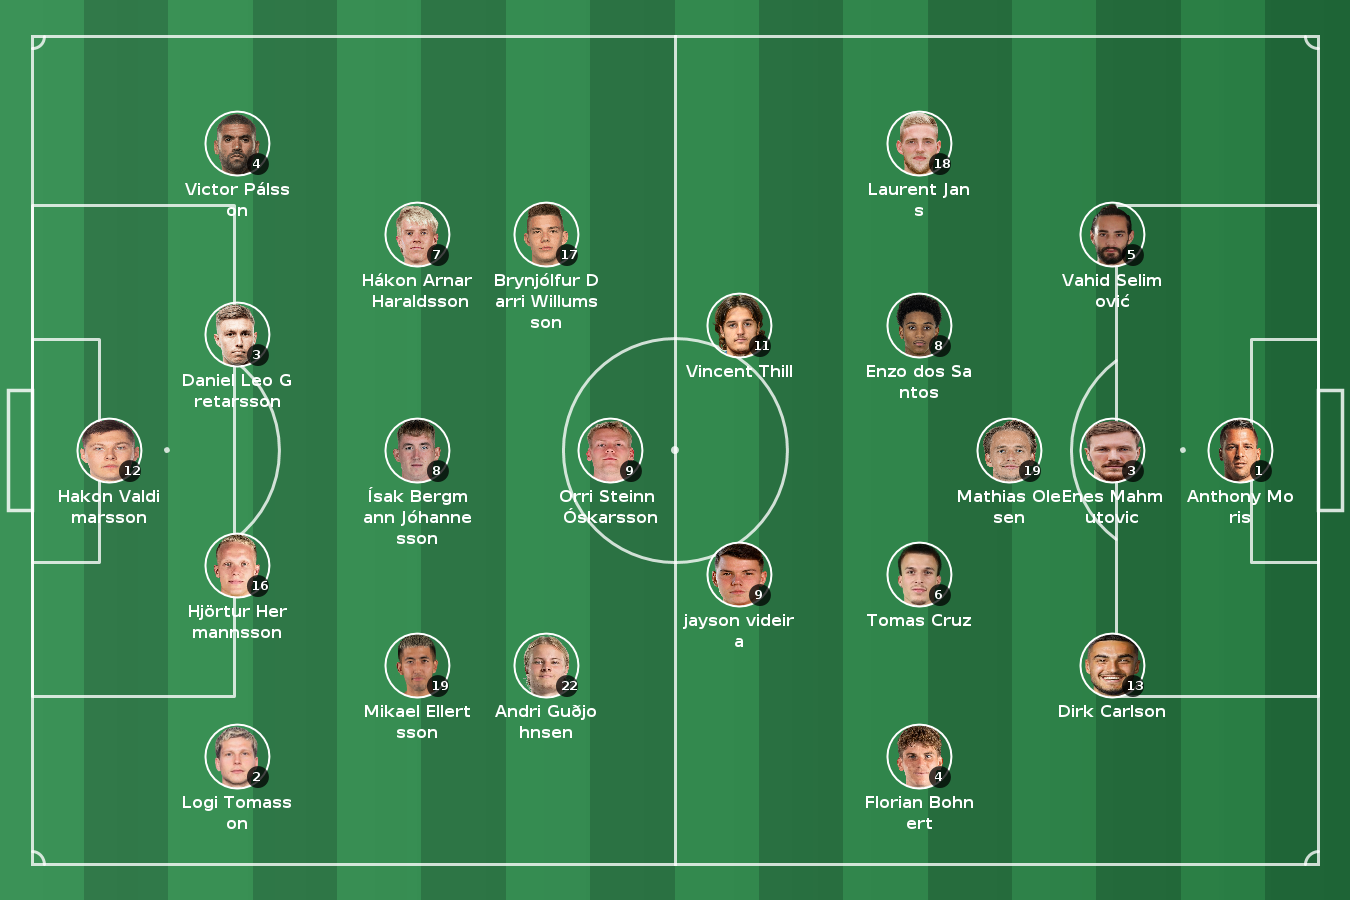 4
Victor Pálss
on
3
Daniel Leo G
retarsson
12
Hakon Valdi
marsson
16
Hjörtur Her
mannsson
2
Logi Tomass
on
7
Hákon Arnar
Haraldsson
17
Brynjólfur D
arri Willums
son
8
Ísak Bergm
ann Jóhanne
sson
9
Orri Steinn
Óskarsson
19
Mikael Ellert
sson
22
Andri Guðjo
hnsen
11
Vincent Thill
9
jayson videir
a
18
Laurent Jan
s
8
Enzo dos Sa
ntos
6
Tomas Cruz
4
Florian Bohn
ert
19
Mathias Ole
sen
5
Vahid Selim
ović
3
Enes Mahm
utovic
13
Dirk Carlson
1
Anthony Mo
ris